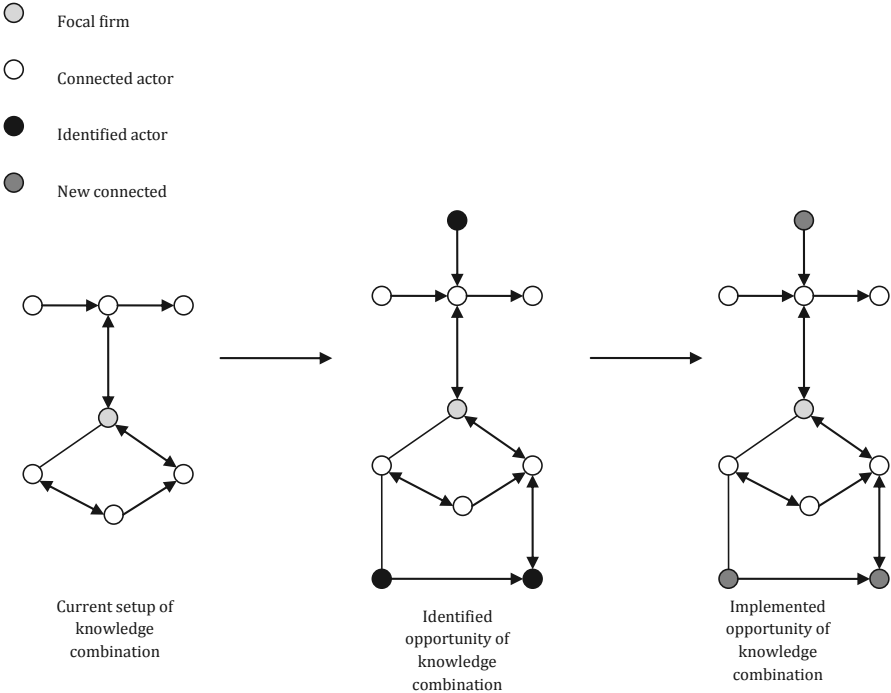 Focal firm
Connected actor
Identified actor
New connected
Current setup of
knowledge
combination
Identified
opportunity of
knowledge
combination
Implemented
opportunity of
knowledge
combination